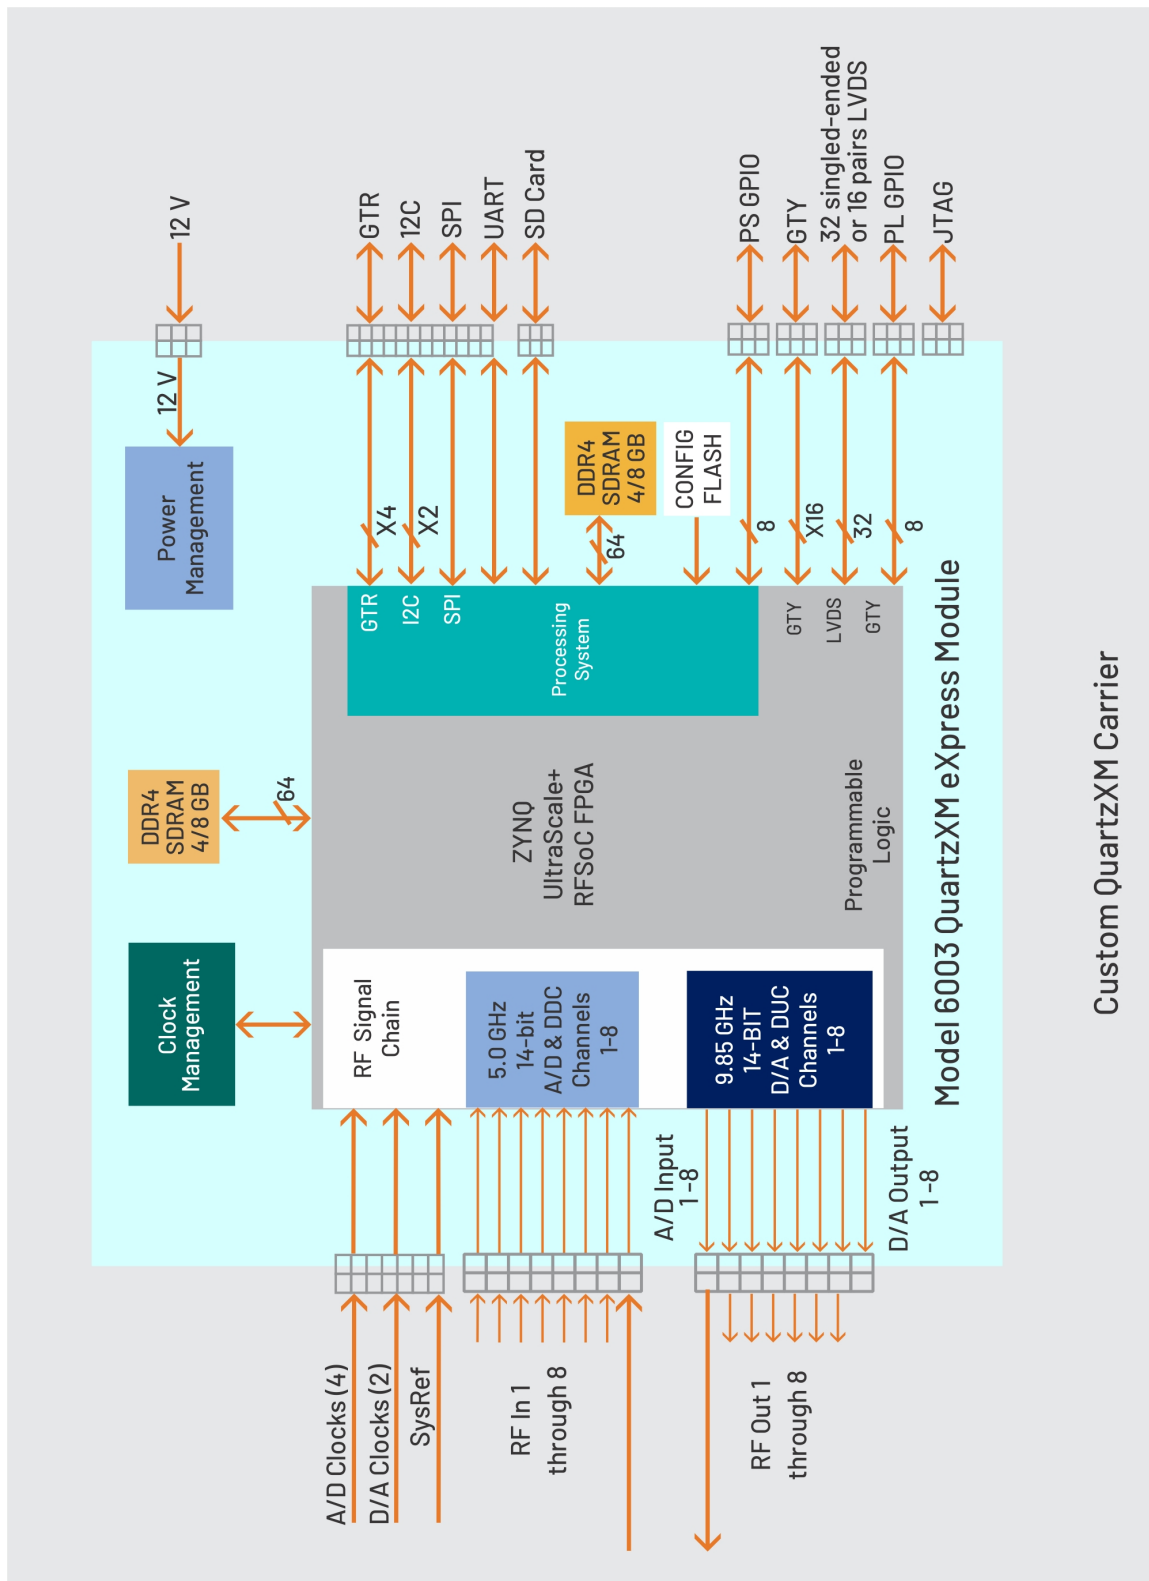 12 V
12 V
Power
Management
GTR
I2C
SPI
UART
SD Card
PS GPIO
GTY
32 singled-ended
or 16 pairs LVDS
PL GPIO
JTAG
X4
X2
DDR4
SDRAM
4/8 GB
64
CONFIG
FLASH
8
X16
32
8
GTR
I2C
SPI
Processing
System
GTY
LVDS
GTY
DDR4
SDRAM
4/8 GB
64
ZYNQ
UltraScale+
RFSoC FPGA
Programmable
Logic
Clock
Management
RF Signal
Chain
5.0 GHz
14-bit
A/D & DDC
Channels
1-8
9.85 GHz
14-BIT
D/A & DUC
Channels
1-8
A/D Input
1-8
D/A Output
1-8
A/D Clocks (4)
D/A Clocks (2)
SysRef
RF In 1
through 8
RF Out 1
through 8
Model 6003 QuartzXM eXpress Module
Custom QuartzXM Carrier